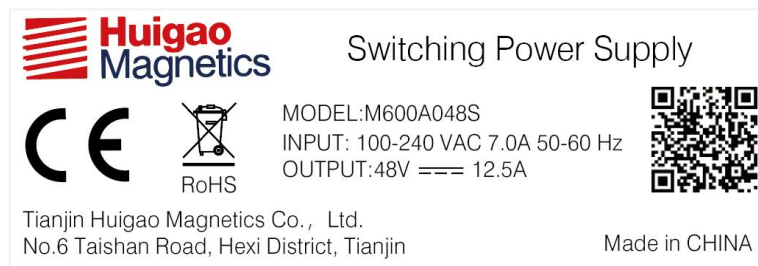 Huigao
Magnetics
Switching Power Supply
CE
MODEL:M600A048S
INPUT: 100-240 VAC 7.0A 50-60 Hz
OUTPUT:48V ⎓ 12.5A
RoHS
Tianjin Huigao Magnetics Co., Ltd.
No.6 Taishan Road, Hexi District, Tianjin
Made in CHINA